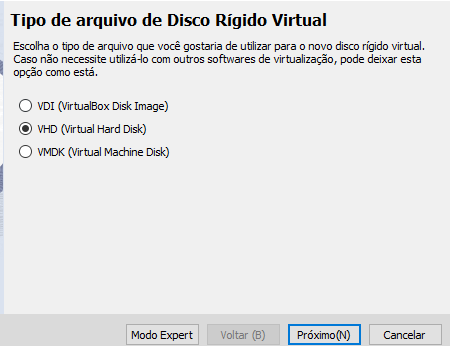 Tipo de arquivo de Disco Rígido Virtual
Escolha o tipo de arquivo que você gostaria de utilizar para o novo disco rígido virtual.
Caso não necessite utilizá-lo com outros softwares de virtualização, pode deixar esta
opção como está.
VDI (VirtualBox Disk Image)
VHD (Virtual Hard Disk)
VMDK (Virtual Machine Disk)
Modo Expert Voltar (B) Próximo(N) Cancelar